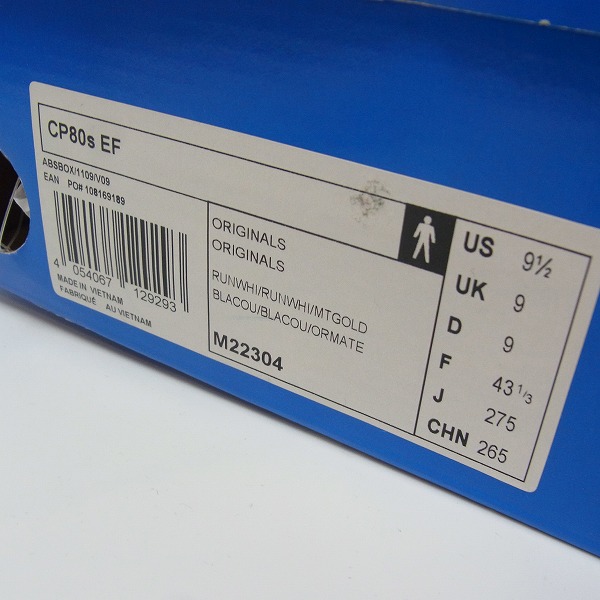 CP80s EF
ABSBOX/1109/V09
EAN PO# 108169189
4 054067 129293
MADE IN VIETNAM
FABRIQUÉ AU VIETNAM
ORIGINALS
ORIGINALS
RUNWHI/RUNWHI/MTGOLD
BLACOU/BLACOU/ORMATE
M22304
US 9½
UK 9
D 9
F 43 1/3
J 275
CHN 265